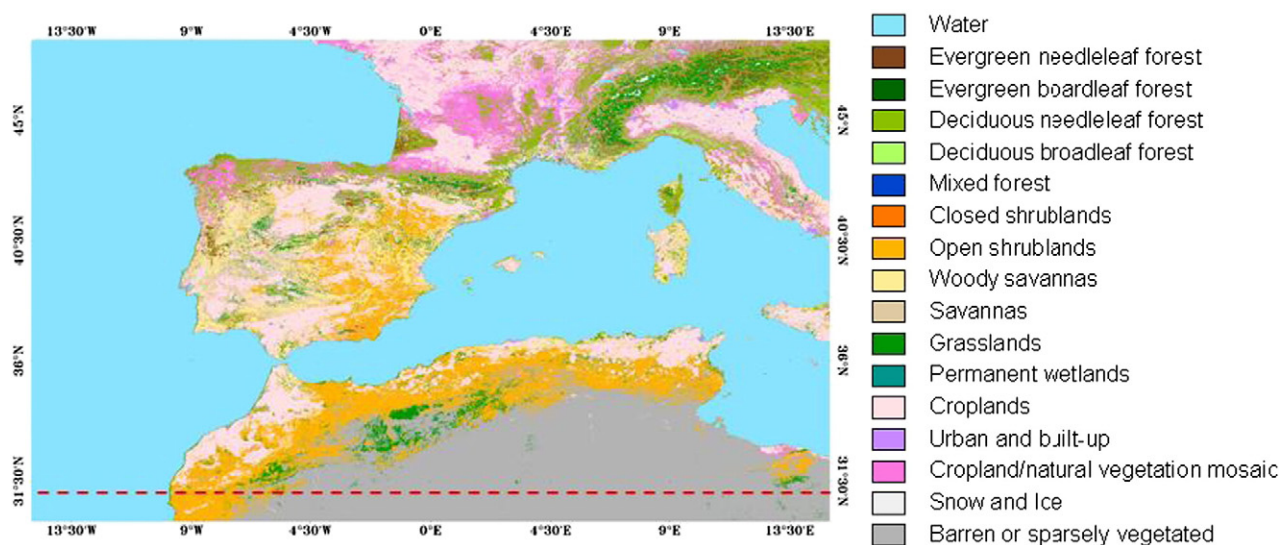 13°30'W 9°W 4°30'W 0°E 4°30'E 9°E 13°30'E
45°N 45°N
40°30'N 40°30'N
36°N 36°N
31°30'N 31°30'N
13°30'W 9°W 4°30'W 0°E 4°30'E 9°E 13°30'E
Water
Evergreen needleleaf forest
Evergreen boardleaf forest
Deciduous needleleaf forest
Deciduous broadleaf forest
Mixed forest
Closed shrublands
Open shrublands
Woody savannas
Savannas
Grasslands
Permanent wetlands
Croplands
Urban and built-up
Cropland/natural vegetation mosaic
Snow and Ice
Barren or sparsely vegetated